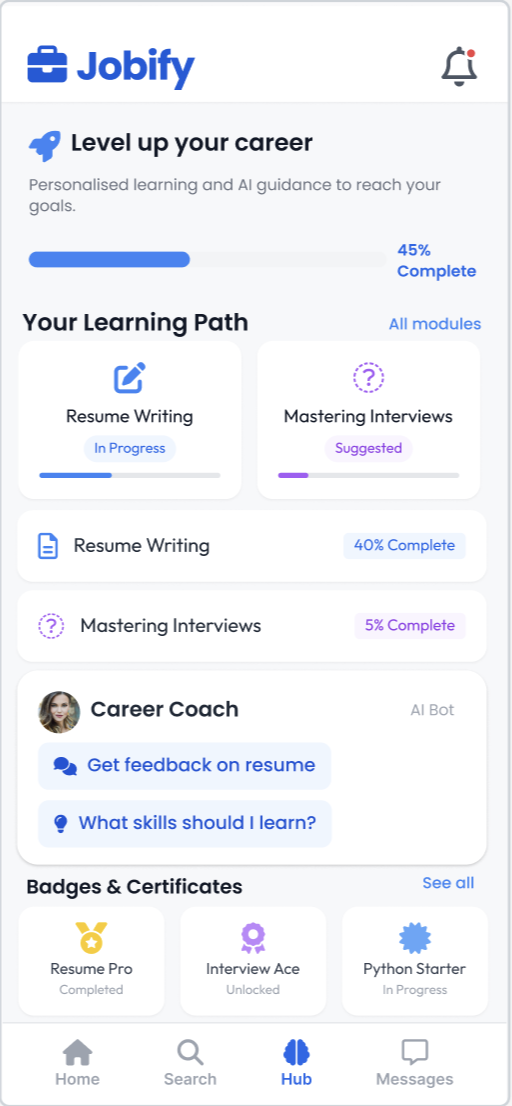 Jobify
Level up your career
Personalised learning and AI guidance to reach your
goals.
45%
Complete
Your Learning Path
All modules
Resume Writing
Mastering Interviews
In Progress
Suggested
Resume Writing
40% Complete
Mastering Interviews
5% Complete
Career Coach
AI Bot
Get feedback on resume
What skills should I learn?
Badges & Certificates
See all
Resume Pro
Interview Ace
Python Starter
Completed
Unlocked
In Progress
Home
Search
Hub
Messages